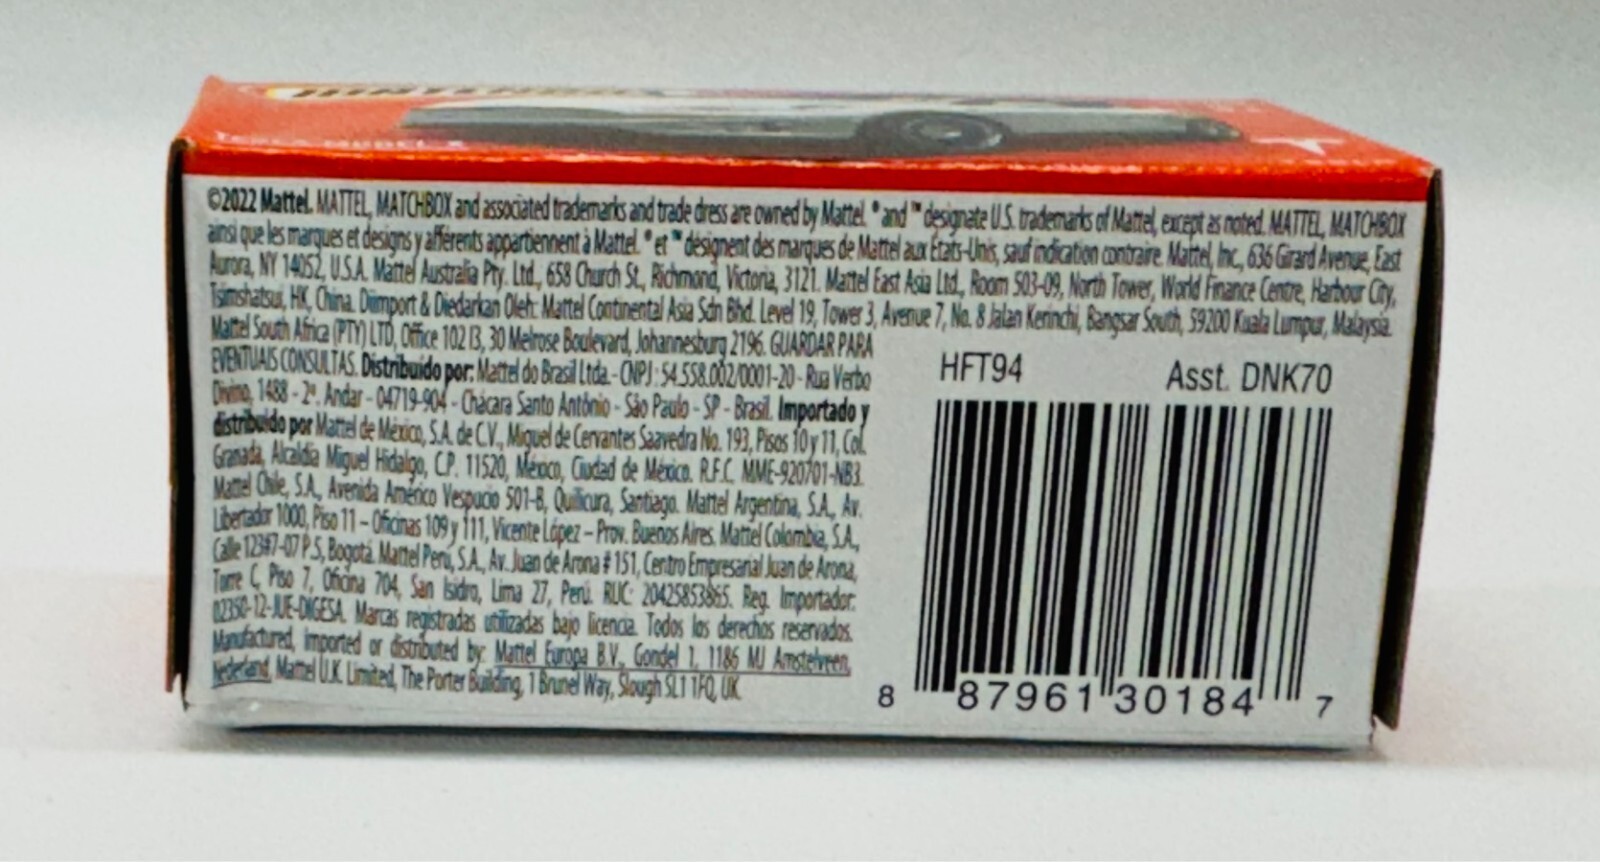 ©2022 Mattel. MATTEL, MATCHBOX and associated trademarks and trade dress are owned by Mattel. ® and ™ designate U.S. trademarks of Mattel, except as noted. MATTEL, MATCHBOX
ainsi que les marques et designs y afférents appartiennent à Mattel. ® et ™ désignent des marques de Mattel aux États-Unis, sauf indication contraire. Mattel, Inc., 636 Girard Avenue, East
Aurora, NY 14052, U.S.A. Mattel Australia Pty. Ltd., 658 Church St., Richmond, Victoria, 3121. Mattel East Asia Ltd., Room 503-09, North Tower, World Finance Centre, Harbour City,
Tsimshatsui, HK, China. Diimport & Diedarkan Oleh: Mattel Continental Asia Sdn Bhd. Level 19, Tower 3, Avenue 7, No. 8 Jalan Kerinchi, Bangsar South, 59200 Kuala Lumpur, Malaysia.
Mattel South Africa (PTY) LTD, Office 102 I3, 30 Melrose Boulevard, Johannesburg 2196. GUARDAR PARA
EVENTUAIS CONSULTAS. Distribuido por: Mattel do Brasil Ltda. - CNPJ : 54.558.002/0001-20 - Rua Verbo
Divino, 1488 - 2º. Andar - 04719-904 - Chácara Santo Antônio - São Paulo - SP - Brasil. Importado y
distribuido por Mattel de México, S.A. de C.V., Miguel de Cervantes Saavedra No. 193, Pisos 10 y 11, Col.
Granada, Alcaldía Miguel Hidalgo, C.P. 11520, México, Ciudad de México. R.F.C. MME-920701-NB3.
Mattel Chile, S.A., Avenida Américo Vespucio 501-B, Quilicura, Santiago. Mattel Argentina, S.A., Av.
Libertador 1000, Piso 11 – Oficinas 109 y 111, Vicente López – Prov. Buenos Aires. Mattel Colombia, S.A.,
Calle 123#7-07 P.5, Bogotá. Mattel Perú, S.A., Av. Juan de Arona # 151, Centro Empresarial Juan de Arona,
Torre C, Piso 7, Oficina 704, San Isidro, Lima 27, Perú. RUC: 20425853865. Reg. Importador:
02350-12-JUE-DIGESA. Marcas registradas utilizadas bajo licencia. Todos los derechos reservados.
Manufactured, imported or distributed by: Mattel Europa B.V., Gondel 1, 1186 MJ Amstelveen,
Nederland, Mattel U.K. Limited, The Porter Building, 1 Brunel Way, Slough SL1 1FQ, UK.
HFT94 Asst. DNK70
8 87961 30184 7